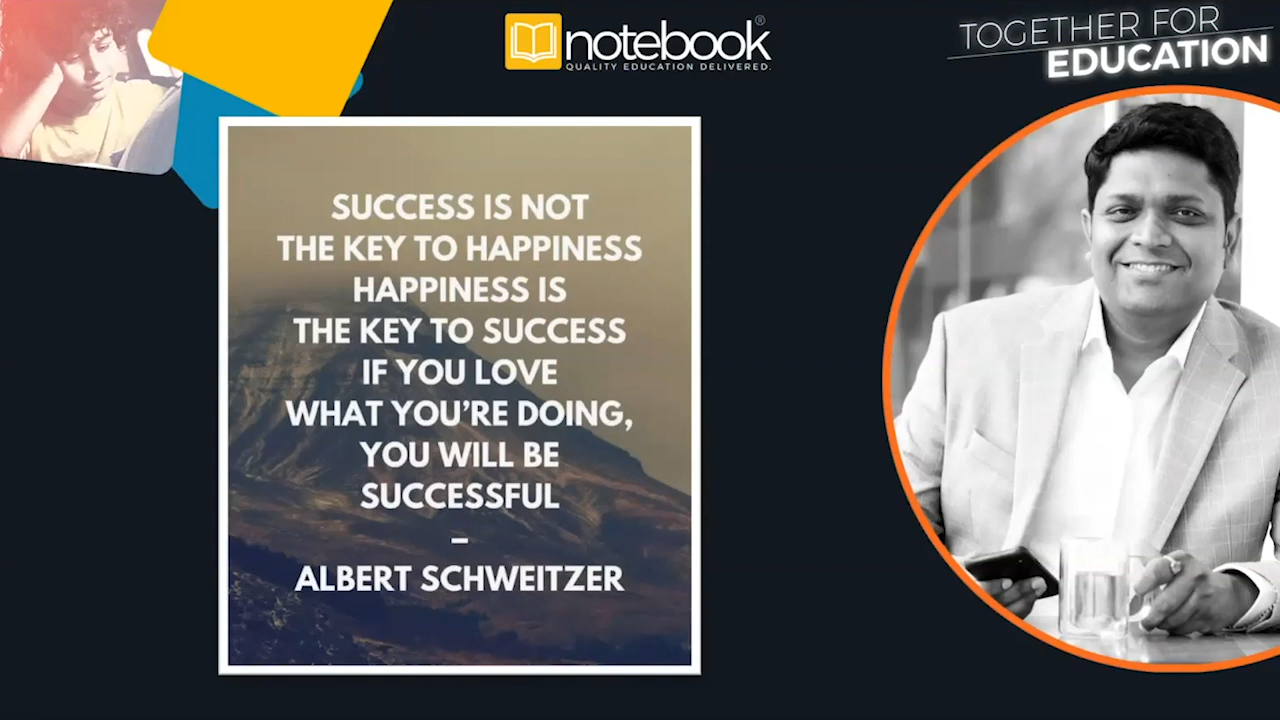 notebook®
QUALITY EDUCATION DELIVERED.
TOGETHER FOR
EDUCATION
SUCCESS IS NOT
THE KEY TO HAPPINESS
HAPPINESS IS
THE KEY TO SUCCESS
IF YOU LOVE
WHAT YOU’RE DOING,
YOU WILL BE
SUCCESSFUL
–
ALBERT SCHWEITZER